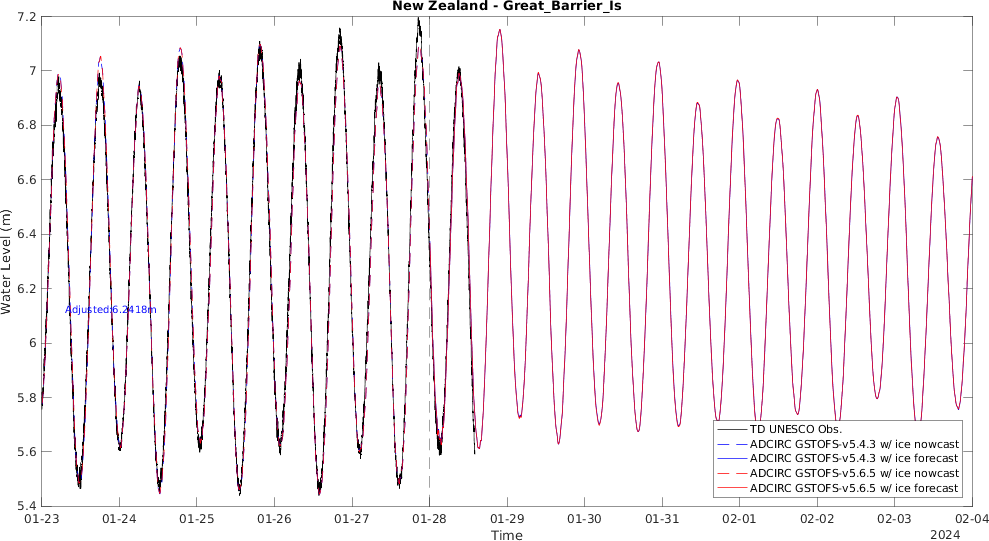 New Zealand - Great_Barrier_Is
7.2
7
6.8
6.6
6.4
6.2
6
5.8
5.6
5.4
Water Level (m)
Adjusted:6.2418m
TD UNESCO Obs.
ADCIRC GSTOFS-v5.4.3 w/ ice nowcast
ADCIRC GSTOFS-v5.4.3 w/ ice forecast
ADCIRC GSTOFS-v5.6.5 w/ ice nowcast
ADCIRC GSTOFS-v5.6.5 w/ ice forecast
01-23 01-24 01-25 01-26 01-27 01-28 01-29 01-30 01-31 02-01 02-02 02-03 02-04
Time
2024